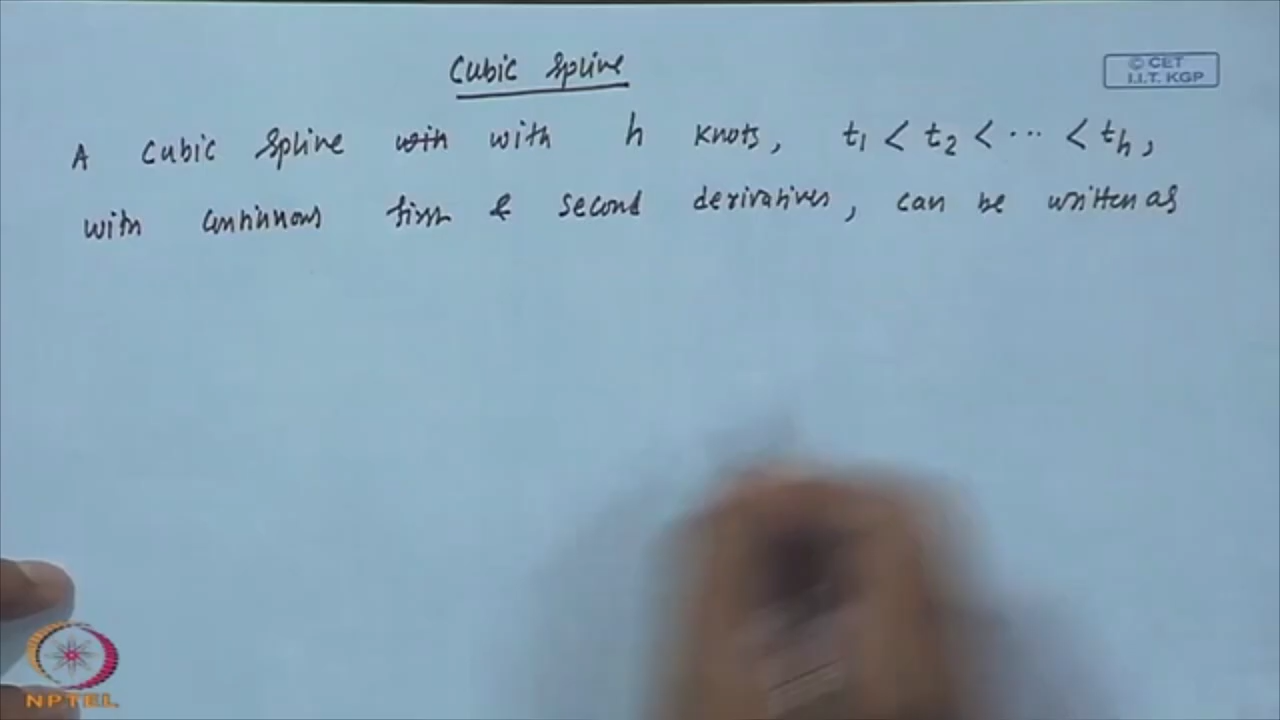 Cubic Spline
© CET
I.I.T. KGP
A Cubic Spline with with h Knots, t1 < t2 < ... < th,
with continuous first & second derivatives, can be written as
NPTEL